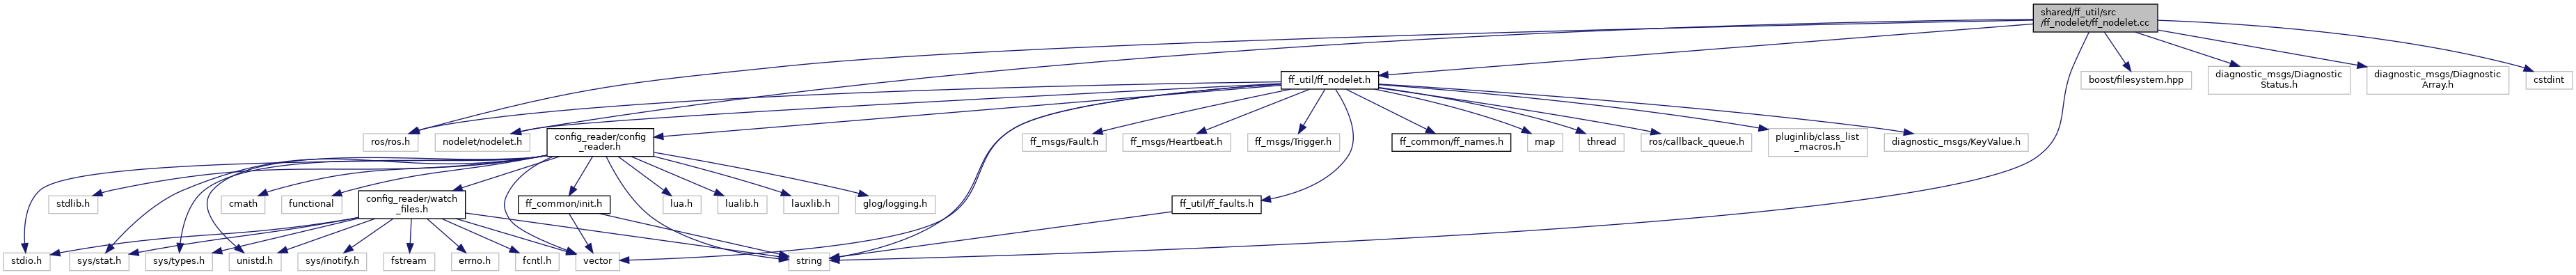 shared/ff_util/src
/ff_nodelet/ff_nodelet.cc
ff_util/ff_nodelet.h
boost/filesystem.hpp
diagnostic_msgs/Diagnostic
Status.h
diagnostic_msgs/Diagnostic
Array.h
cstdint
ros/ros.h
nodelet/nodelet.h
config_reader/config
_reader.h
ff_msgs/Fault.h
ff_msgs/Heartbeat.h
ff_msgs/Trigger.h
ff_common/ff_names.h
map
thread
ros/callback_queue.h
pluginlib/class_list
_macros.h
diagnostic_msgs/KeyValue.h
stdlib.h
cmath
functional
config_reader/watch
_files.h
ff_common/init.h
lua.h
lualib.h
lauxlib.h
glog/logging.h
ff_util/ff_faults.h
stdio.h
sys/stat.h
sys/types.h
unistd.h
sys/inotify.h
fstream
errno.h
fcntl.h
vector
string